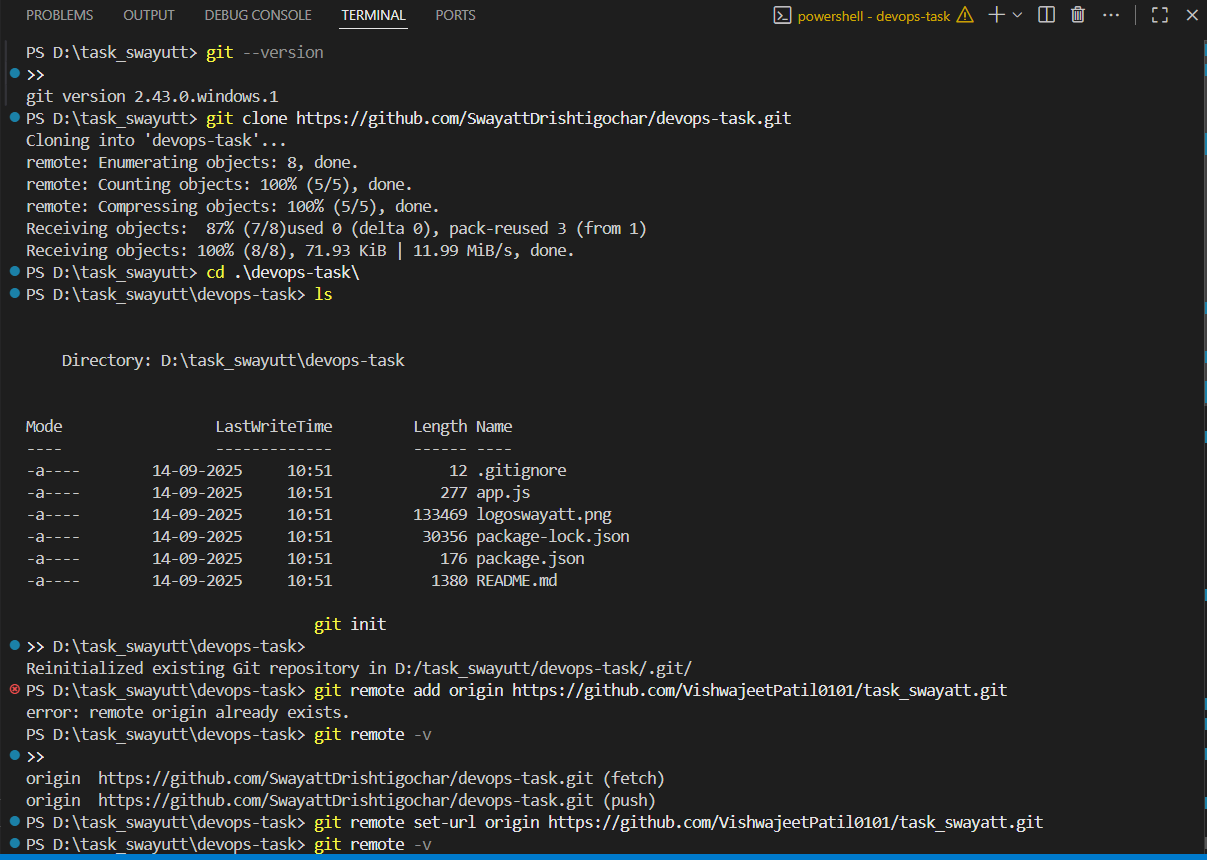 PROBLEMS OUTPUT DEBUG CONSOLE TERMINAL PORTS powershell - devops-task
PS D:\task_swayutt> git --version
>>
git version 2.43.0.windows.1
PS D:\task_swayutt> git clone https://github.com/SwayattDrishtigochar/devops-task.git
Cloning into 'devops-task'...
remote: Enumerating objects: 8, done.
remote: Counting objects: 100% (5/5), done.
remote: Compressing objects: 100% (5/5), done.
Receiving objects:  87% (7/8)used 0 (delta 0), pack-reused 3 (from 1)
Receiving objects: 100% (8/8), 71.93 KiB | 11.99 MiB/s, done.
PS D:\task_swayutt> cd .\devops-task\
PS D:\task_swayutt\devops-task> ls
Directory: D:\task_swayutt\devops-task
Mode LastWriteTime Length Name
---- ------------- ------ ----
-a---- 14-09-2025 10:51 12 .gitignore
-a---- 14-09-2025 10:51 277 app.js
-a---- 14-09-2025 10:51 133469 logoswayatt.png
-a---- 14-09-2025 10:51 30356 package-lock.json
-a---- 14-09-2025 10:51 176 package.json
-a---- 14-09-2025 10:51 1380 README.md
git init
>> D:\task_swayutt\devops-task>
Reinitialized existing Git repository in D:/task_swayutt/devops-task/.git/
PS D:\task_swayutt\devops-task> git remote add origin https://github.com/VishwajeetPatil0101/task_swayatt.git
error: remote origin already exists.
PS D:\task_swayutt\devops-task> git remote -v
>>
origin  https://github.com/SwayattDrishtigochar/devops-task.git (fetch)
origin  https://github.com/SwayattDrishtigochar/devops-task.git (push)
PS D:\task_swayutt\devops-task> git remote set-url origin https://github.com/VishwajeetPatil0101/task_swayatt.git
PS D:\task_swayutt\devops-task> git remote -v